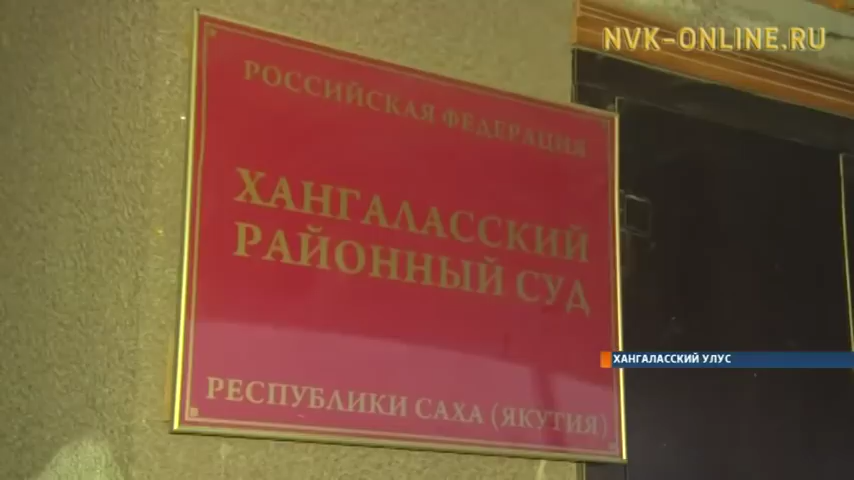 NVK-ONLINE.RU
РОССИЙСКАЯ ФЕДЕРАЦИЯ
ХАНГАЛАССКИЙ
РАЙОННЫЙ СУД
ХАНГАЛАССКИЙ УЛУС
РЕСПУБЛИКИ САХА (ЯКУТИЯ)